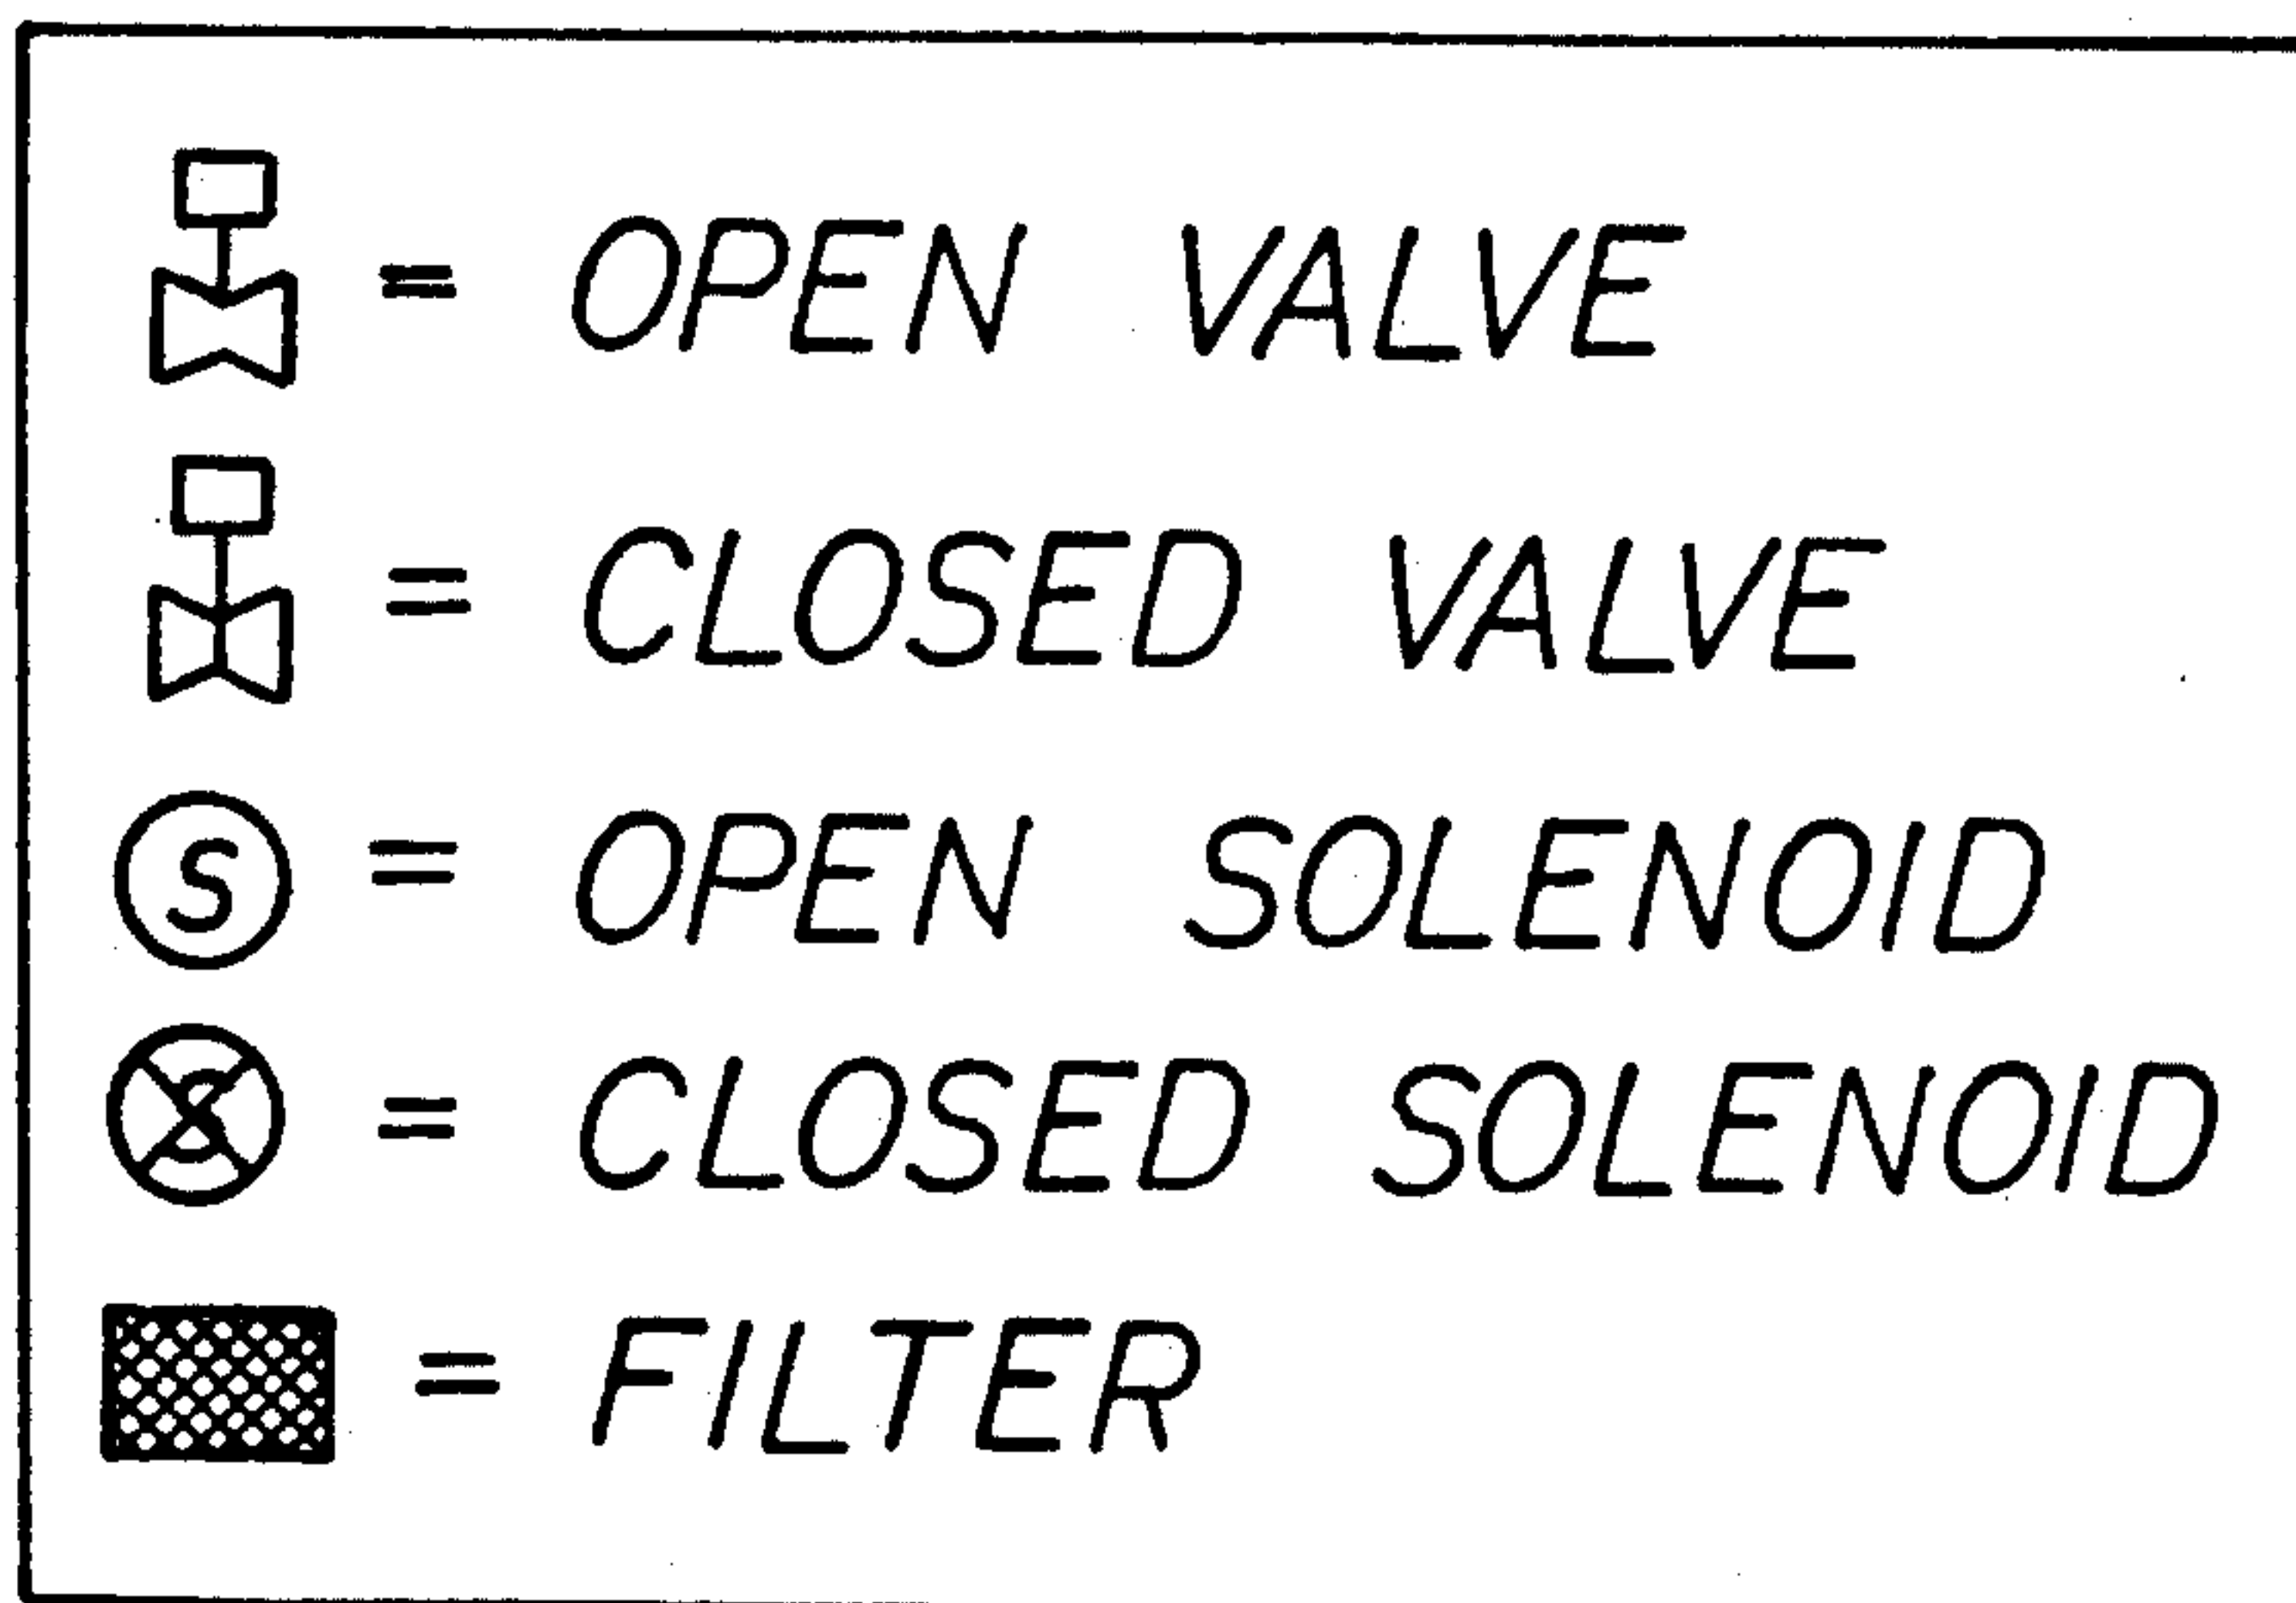 = OPEN VALVE
= CLOSED VALVE
S = OPEN SOLENOID
S = CLOSED SOLENOID
= FILTER